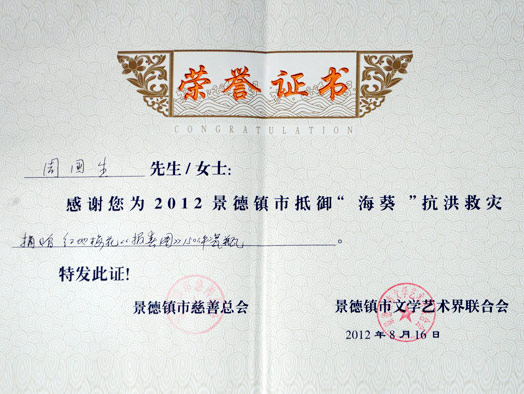 荣誉证书
CONGRATULATION
周国生 先生/女士:
感谢您为2012景德镇市抵御“海葵”抗洪救灾
捐赠 红地梅花《报春图》150件瓷瓶。
特发此证!
景德镇市慈善总会 景德镇市文学艺术界联合会
2012年8月16日